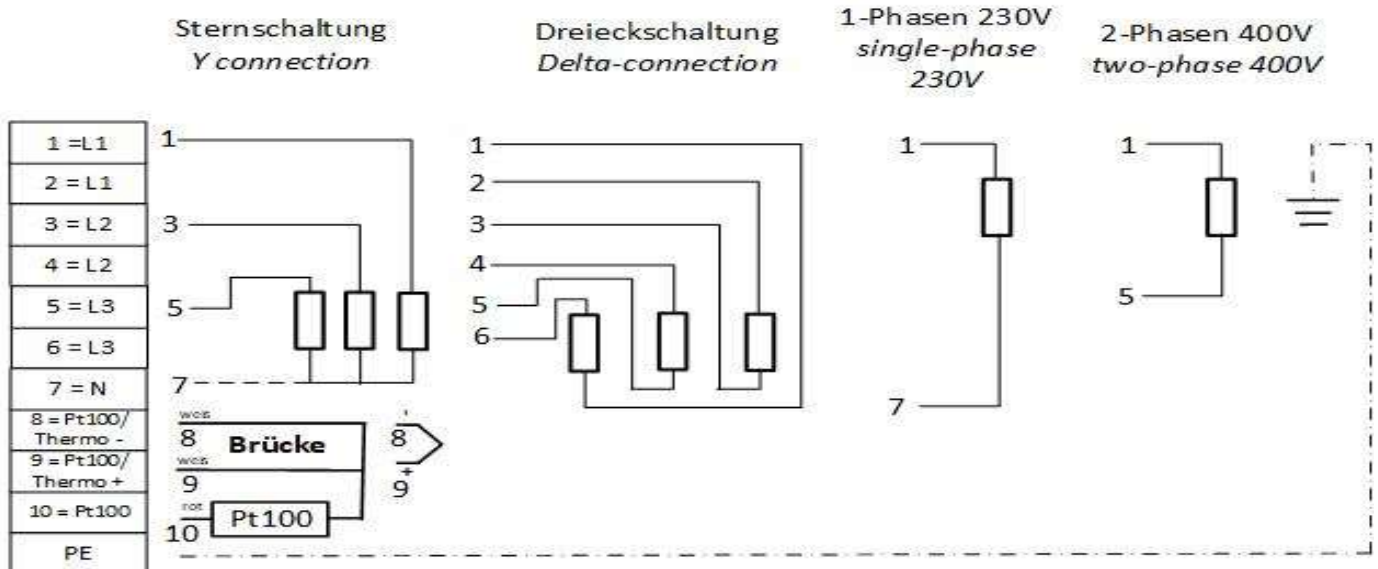 Sternschaltung
Y connection
Dreieckschaltung
Delta-connection
1-Phasen 230V
single-phase
230V
2-Phasen 400V
two-phase 400V
1 =L1
2 = L1
3 = L2
4 = L2
5 = L3
6 = L3
7 = N
8 = Pt100/
Thermo -
9 = Pt100/
Thermo +
10 = Pt100
PE
1
3
5
7
1
2
3
4
5
6
1
7
1
5
weis
8
Brücke
weis
9
rot
10
Pt100
-
8
+
9